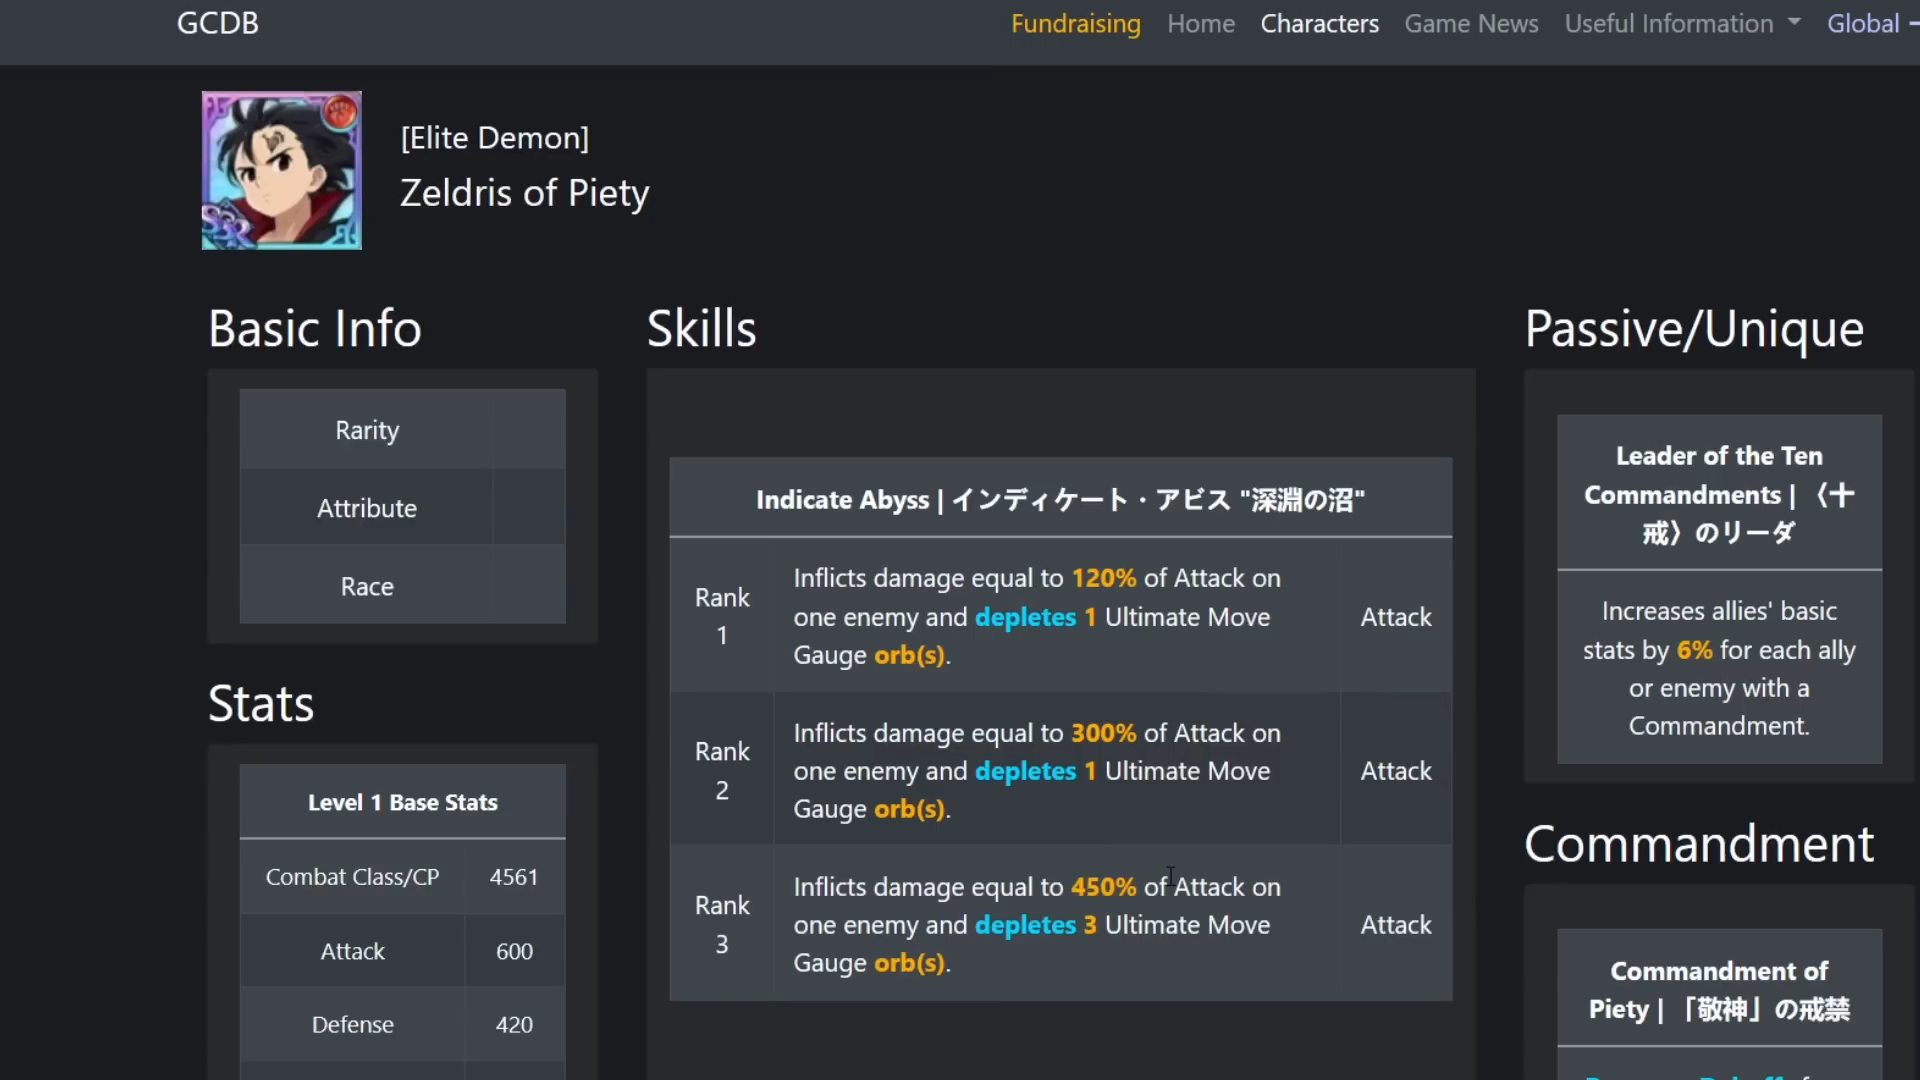 GCDB
Fundraising
Home
Characters
Game News
Useful Information
Global
SSR
[Elite Demon]
Zeldris of Piety
Basic Info
Rarity
Attribute
Race
Stats
Level 1 Base Stats
Combat Class/CP 4561
Attack 600
Defense 420
Skills
Indicate Abyss | インディケート・アビス "深淵の沼"
Rank
1
Inflicts damage equal to 120% of Attack on
one enemy and depletes 1 Ultimate Move
Gauge orb(s).
Attack
Rank
2
Inflicts damage equal to 300% of Attack on
one enemy and depletes 1 Ultimate Move
Gauge orb(s).
Attack
Rank
3
Inflicts damage equal to 450% of Attack on
one enemy and depletes 3 Ultimate Move
Gauge orb(s).
Attack
Passive/Unique
Leader of the Ten
Commandments | 〈十
戒〉のリーダ
Increases allies' basic
stats by 6% for each ally
or enemy with a
Commandment.
Commandment
Commandment of
Piety | 「敬神」の戒禁